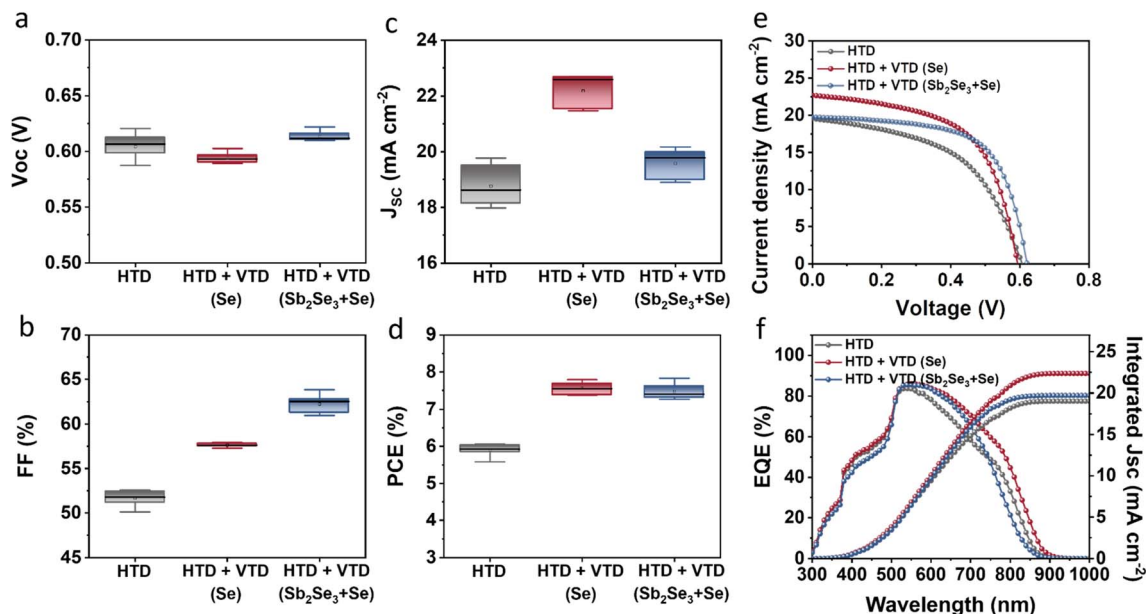 a
0.70
0.65
0.60
0.55
0.50
Voc (V)
HTD
HTD + VTD
(Se)
HTD + VTD
(Sb₂Se₃+Se)
c
24
22
20
18
16
J_SC (mA cm⁻²)
HTD
HTD + VTD
(Se)
HTD + VTD
(Sb₂Se₃+Se)
e
30
25
20
15
10
5
0
Current density (mA cm⁻²)
HTD
HTD + VTD (Se)
HTD + VTD (Sb₂Se₃+Se)
0.0 0.2 0.4 0.6 0.8
Voltage (V)
b
70
65
60
55
50
45
FF (%)
HTD
HTD + VTD
(Se)
HTD + VTD
(Sb₂Se₃+Se)
d
9
8
7
6
5
4
3
PCE (%)
HTD
HTD + VTD
(Se)
HTD + VTD
(Sb₂Se₃+Se)
f
100
80
60
40
20
0
EQE (%)
HTD
HTD + VTD (Se)
HTD + VTD (Sb₂Se₃+Se)
25
20
15
10
5
0
Integrated Jsc (mA cm⁻²)
300 400 500 600 700 800 900 1000
Wavelength (nm)